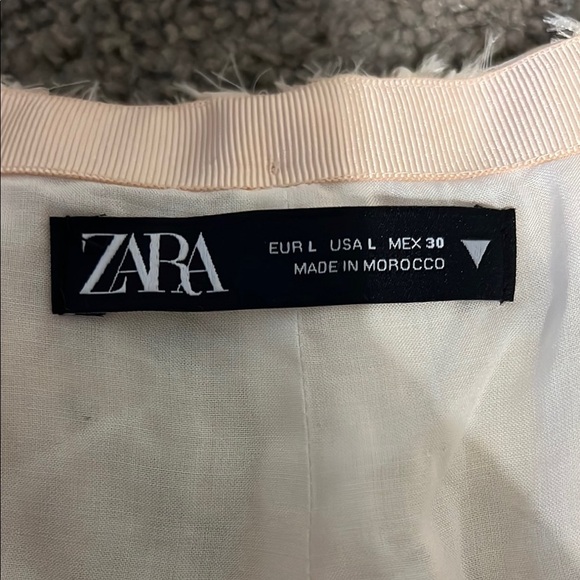 ZARA
EUR L USA L MEX 30
MADE IN MOROCCO